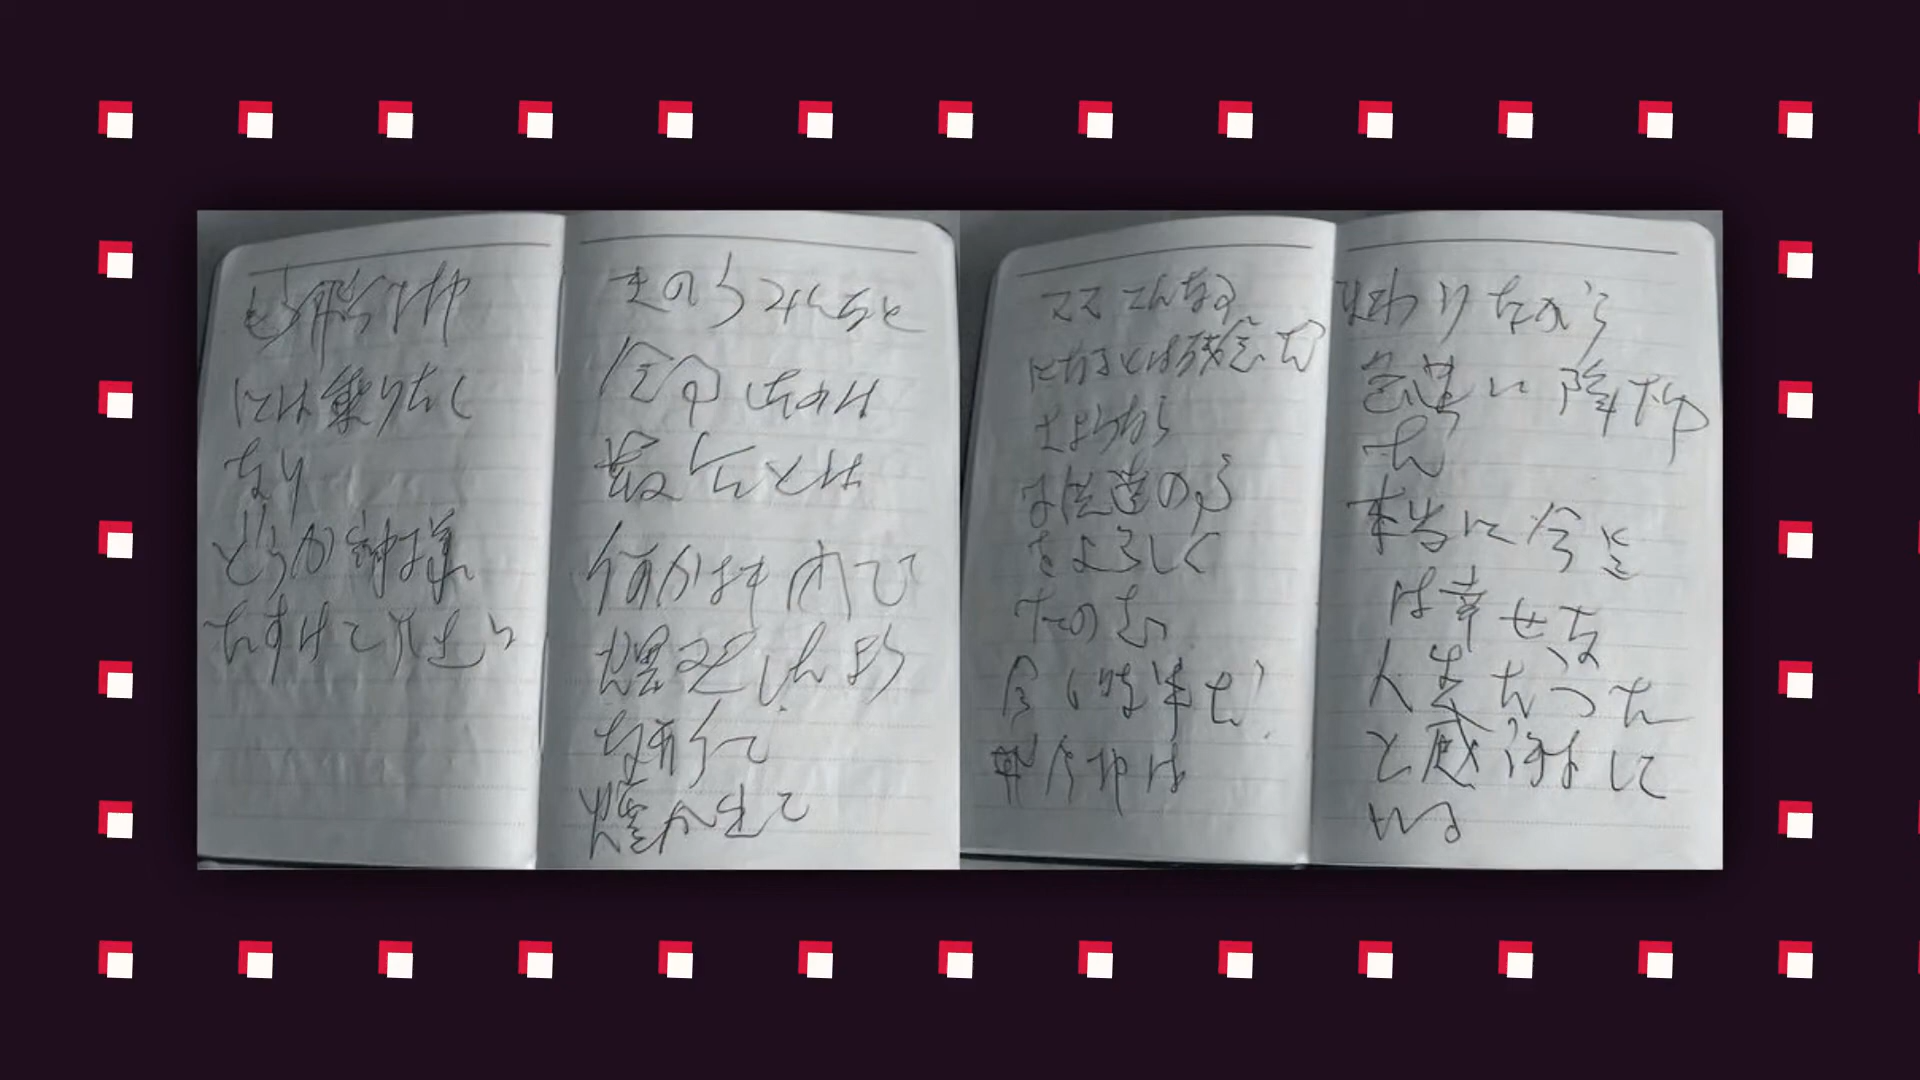 もう飛行機
には乗りたく
ない
どうか神様
たすけて下さい
きのうみんなと
食事したのは
最后とは
何か機内で
爆発したよう
な形で
煙が出て
ママ こんな事
になるとは残念だ
さようなら
子供達の事
をよろしく
たのむ
今6時半だ
飛行機は
まわりながら
急速に降下中
だ
本当に今迄
は幸せな
人生だった
と感謝して
いる